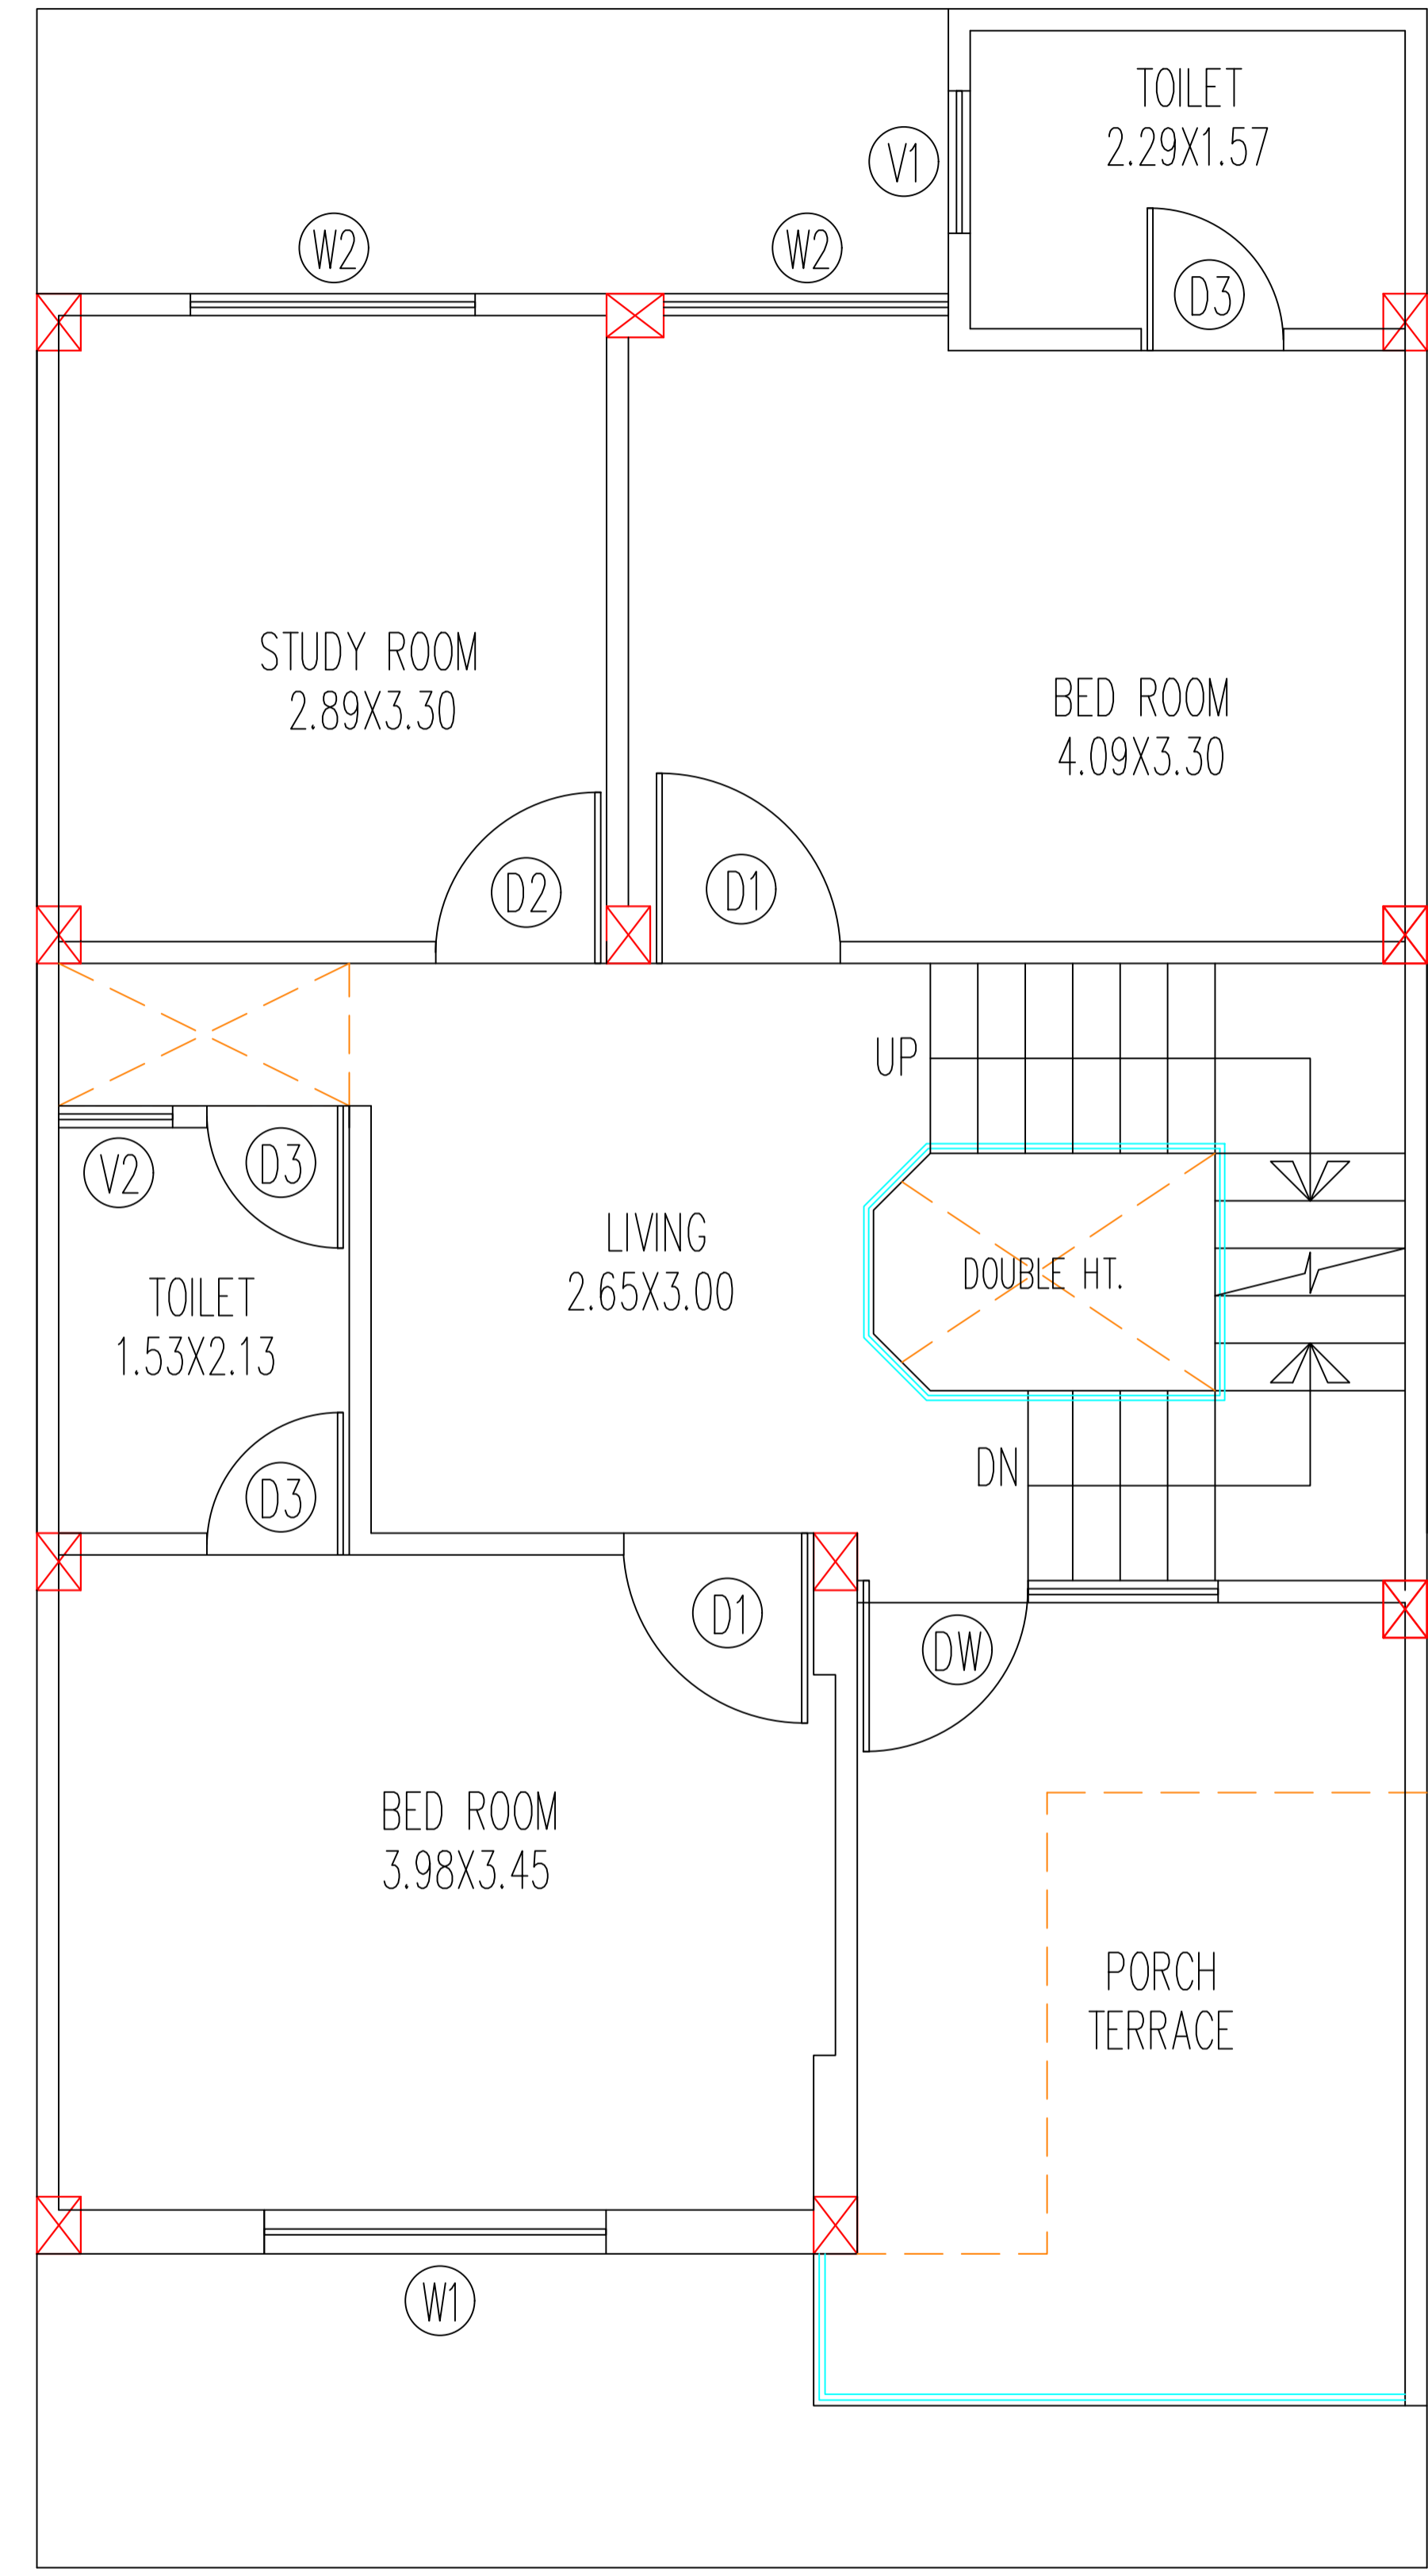 TOILET
2.29X1.57
V1
W2
W2
D3
STUDY ROOM
2.89X3.30
BED ROOM
4.09X3.30
D2
D1
UP
V2
D3
LIVING
2.65X3.00
DOUBLE HT.
TOILET
1.53X2.13
DN
D3
D1
DW
BED ROOM
3.98X3.45
PORCH
TERRACE
W1